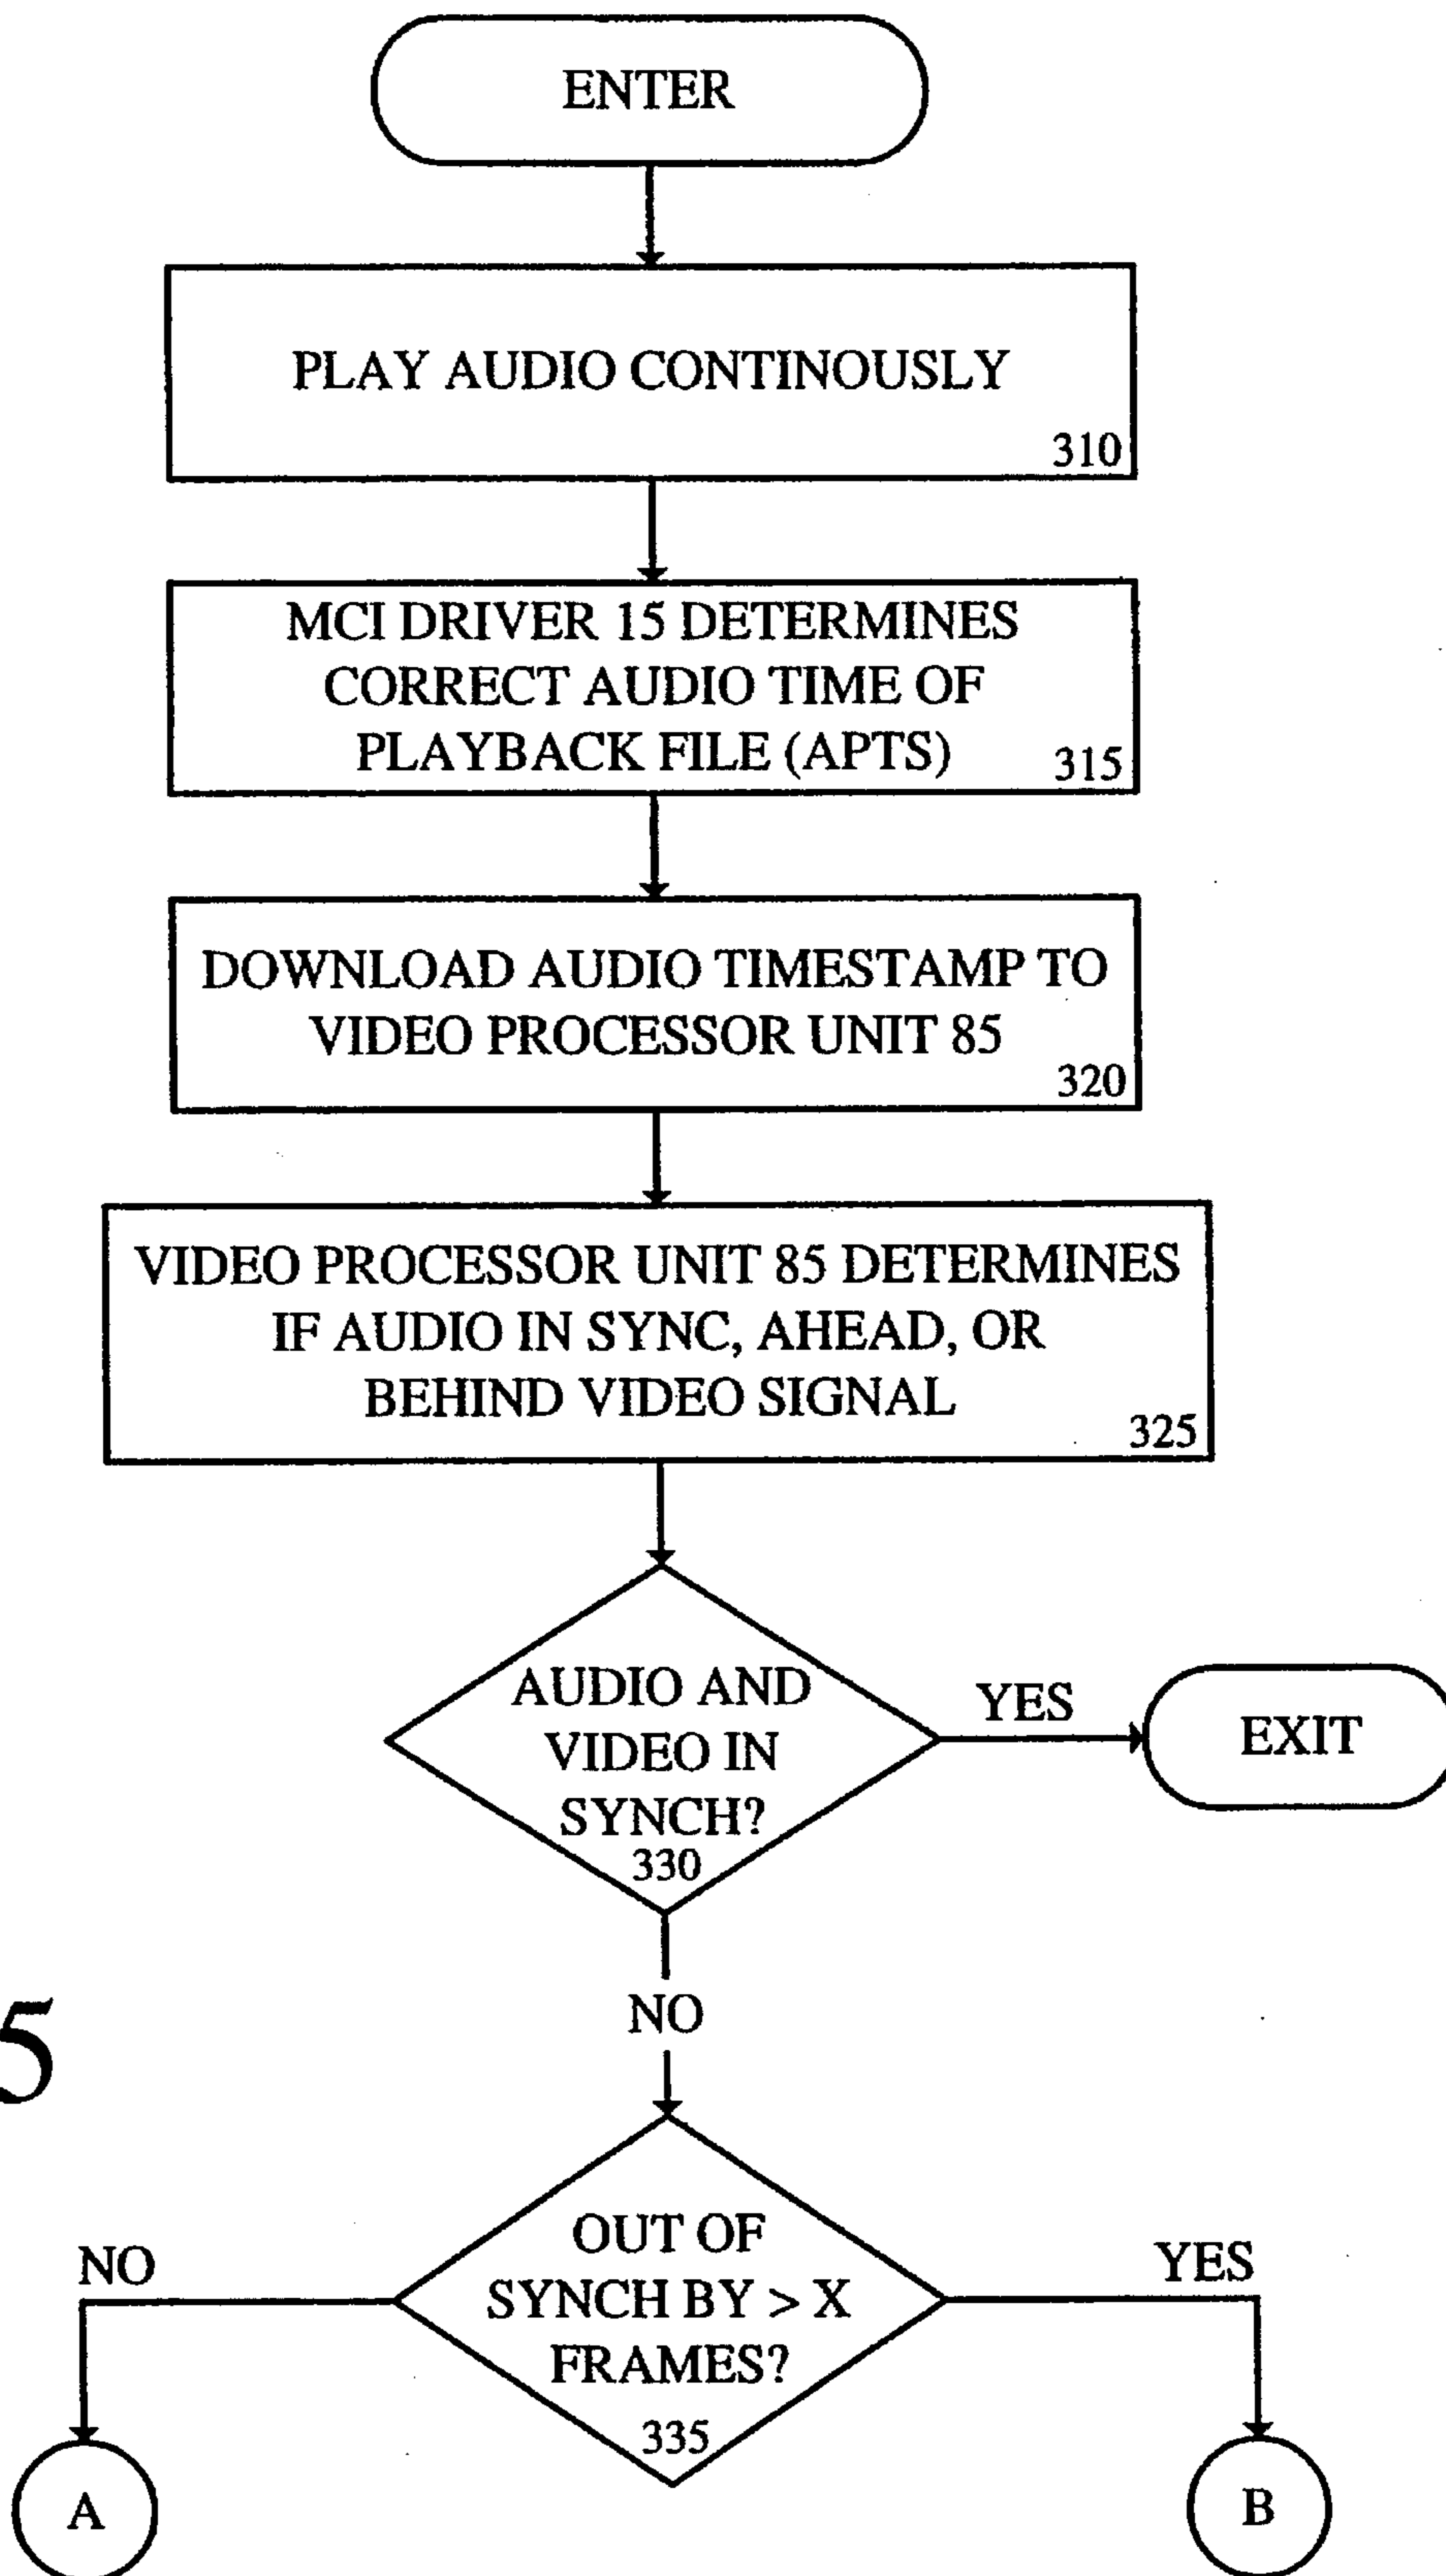 ENTER
PLAY AUDIO CONTINOUSLY
310
MCI DRIVER 15 DETERMINES
CORRECT AUDIO TIME OF
PLAYBACK FILE (APTS)
315
DOWNLOAD AUDIO TIMESTAMP TO
VIDEO PROCESSOR UNIT 85
320
VIDEO PROCESSOR UNIT 85 DETERMINES
IF AUDIO IN SYNC, AHEAD, OR
BEHIND VIDEO SIGNAL
325
AUDIO AND
VIDEO IN
SYNCH?
330
YES
EXIT
NO
5
OUT OF
SYNCH BY > X
FRAMES?
335
NO
YES
A
B